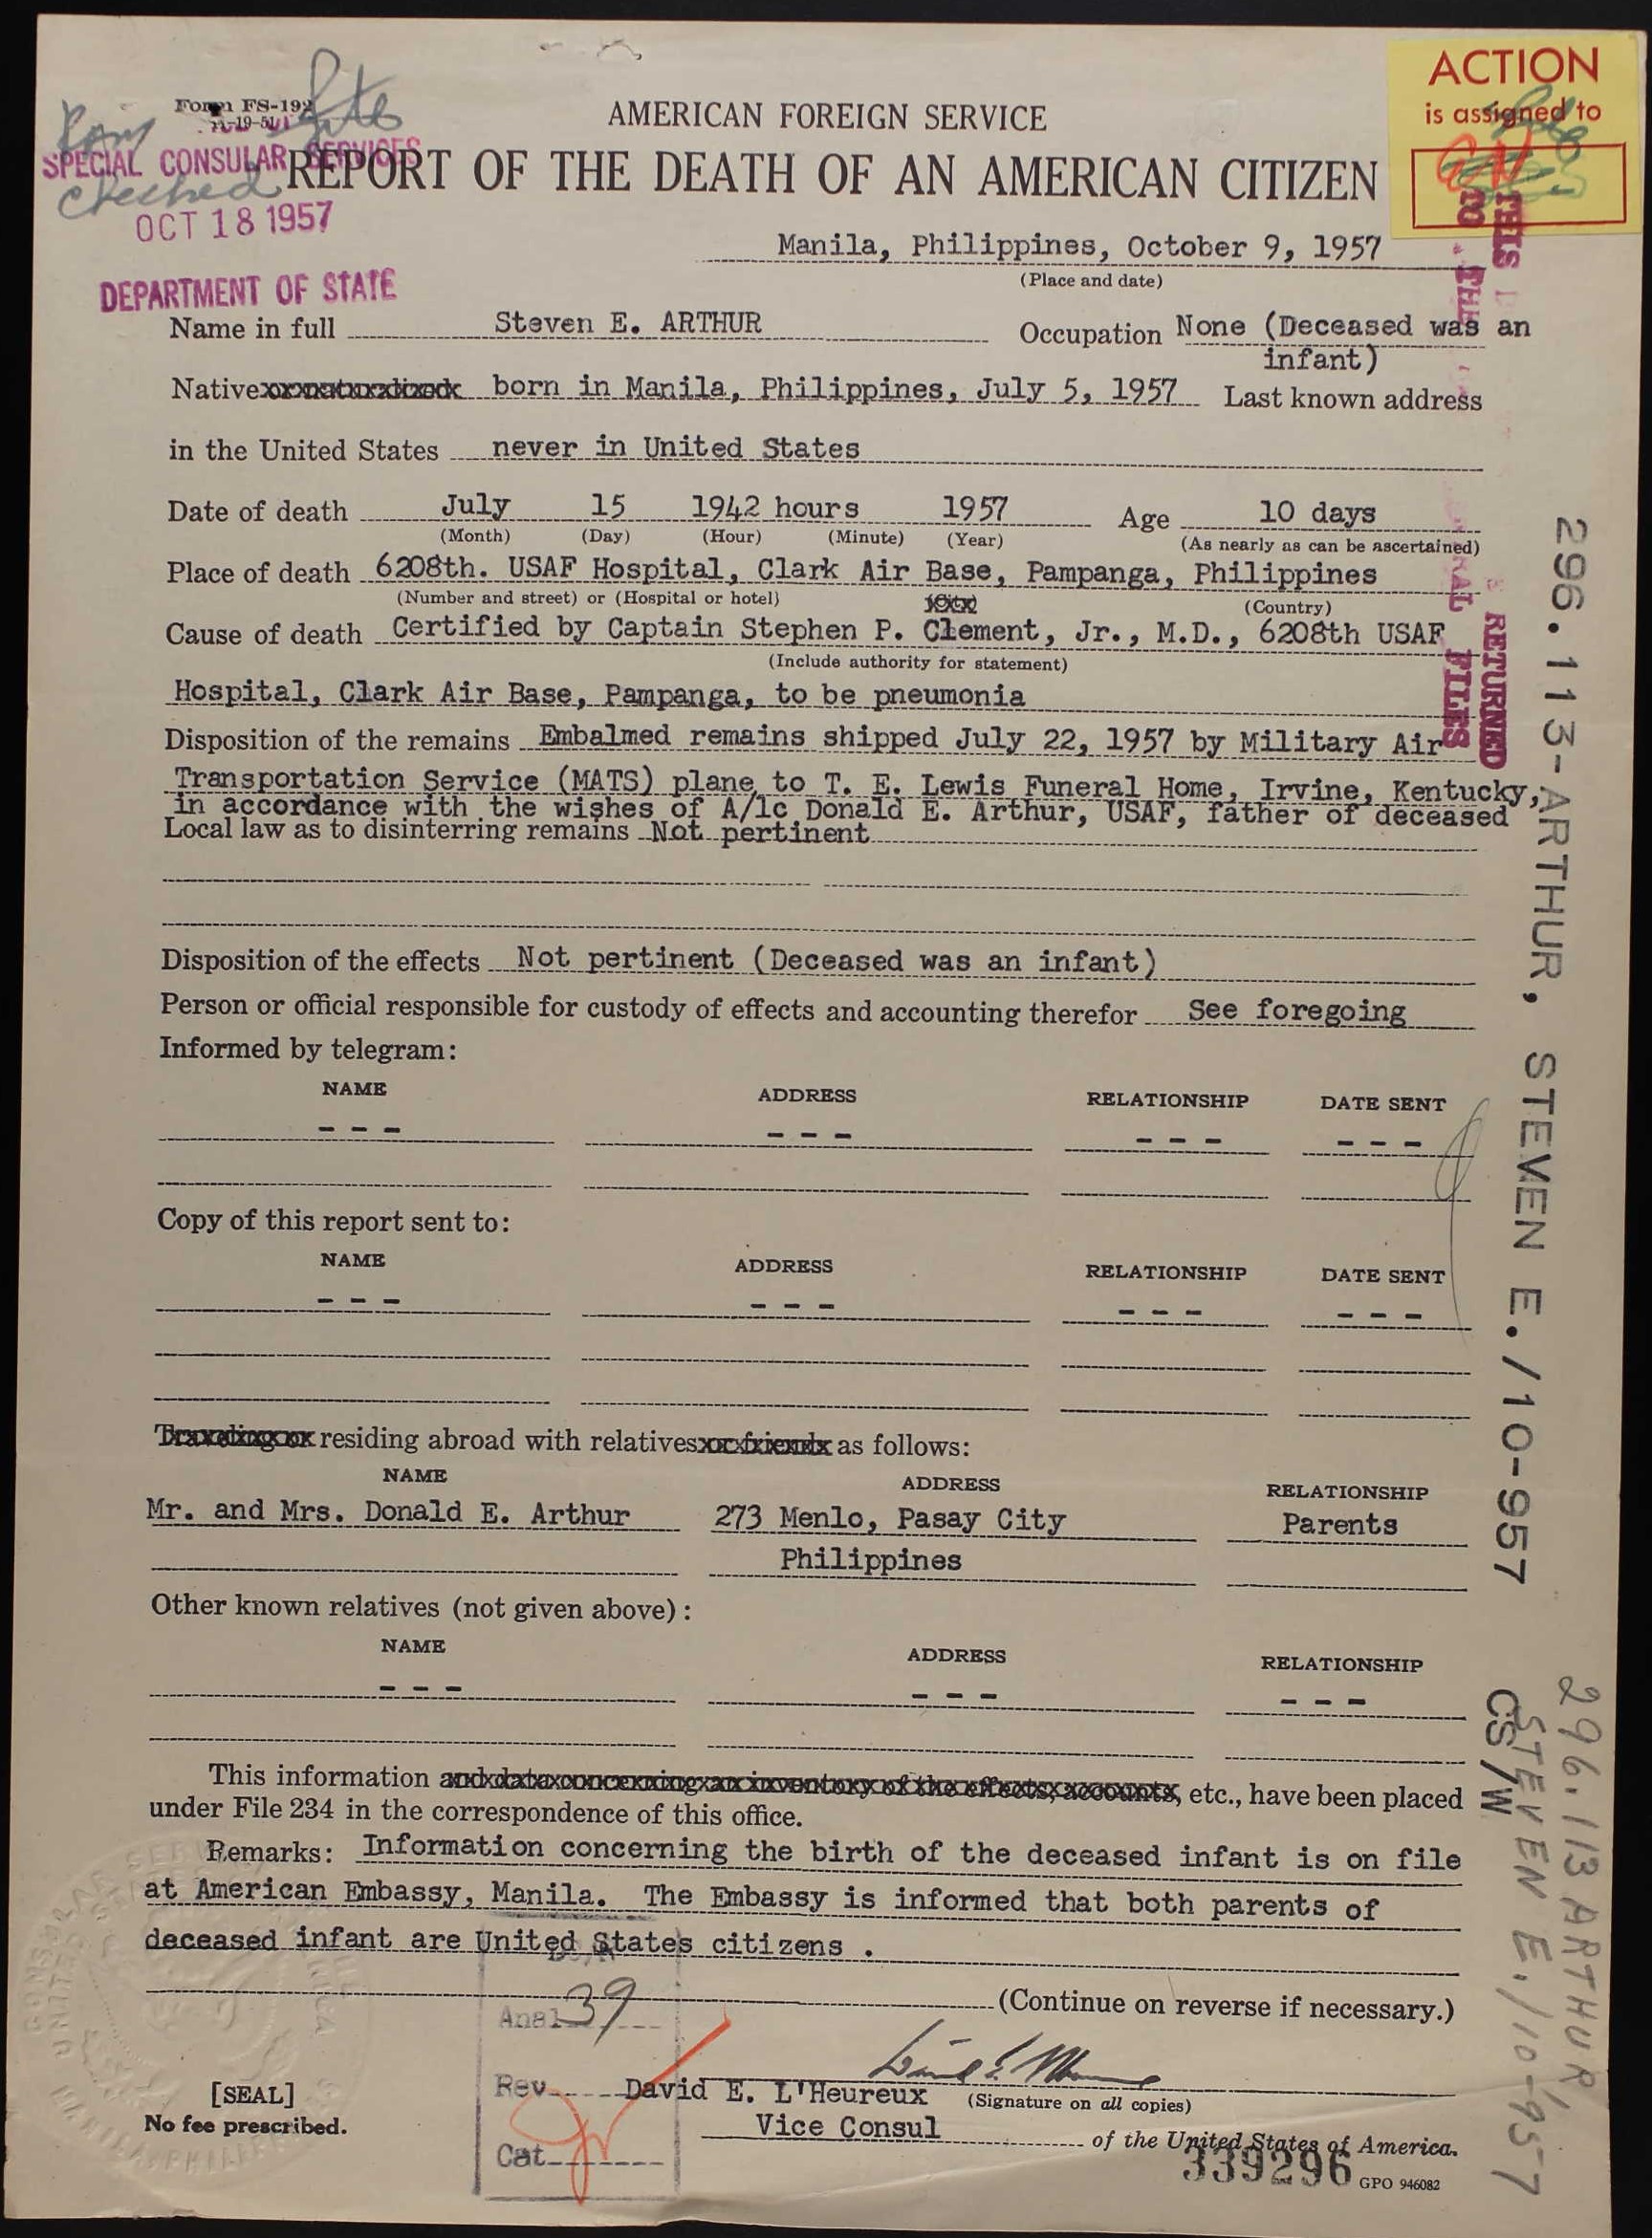 ACTION
is assigned to
Form FS-192
AMERICAN FOREIGN SERVICE
SPECIAL CONSULAR SERVICES
checked
REPORT OF THE DEATH OF AN AMERICAN CITIZEN
OCT 18 1957
DEPARTMENT OF STATE
Manila, Philippines, October 9, 1957
(Place and date)
Name in full Steven E. ARTHUR Occupation None (Deceased was an
infant)
Native born in Manila, Philippines, July 5, 1957 Last known address
in the United States never in United States
Date of death July 15 1942 hours 1957 Age 10 days
(Month) (Day) (Hour) (Minute) (Year) (As nearly as can be ascertained)
Place of death 6208th. USAF Hospital, Clark Air Base, Pampanga, Philippines
(Number and street) or (Hospital or hotel) (City) (Country)
Cause of death Certified by Captain Stephen P. Clement, Jr., M.D., 6208th USAF
(Include authority for statement)
Hospital, Clark Air Base, Pampanga, to be pneumonia
Disposition of the remains Embalmed remains shipped July 22, 1957 by Military Air
Transportation Service (MATS) plane to T. E. Lewis Funeral Home, Irvine, Kentucky,
in accordance with the wishes of A/1c Donald E. Arthur, USAF, father of deceased
Local law as to disinterring remains Not pertinent
Disposition of the effects Not pertinent (Deceased was an infant)
Person or official responsible for custody of effects and accounting therefor See foregoing
Informed by telegram:
NAME ADDRESS RELATIONSHIP DATE SENT
- - - - - - - - - - - -
Copy of this report sent to:
NAME ADDRESS RELATIONSHIP DATE SENT
- - - - - - - - - - - -
Traveling or residing abroad with relatives or friends as follows:
NAME ADDRESS RELATIONSHIP
Mr. and Mrs. Donald E. Arthur 273 Menlo, Pasay City Parents
Philippines
Other known relatives (not given above):
NAME ADDRESS RELATIONSHIP
- - - - - - - - -
This information and data concerning an inventory of the effects, accounts, etc., have been placed
under File 234 in the correspondence of this office.
Remarks: Information concerning the birth of the deceased infant is on file
at American Embassy, Manila. The Embassy is informed that both parents of
deceased infant are United States citizens .
(Continue on reverse if necessary.)
Anal 39
Rev
Cat
David E. L'Heureux
(Signature on all copies)
[SEAL]
No fee prescribed.
Vice Consul of the United States of America.
339296
GPO 946082
RETURNED
FILES
296.113-ARTHUR, STEVEN E./10-957
CS/W
296.113 ARTHUR,
STEVEN E./10-957